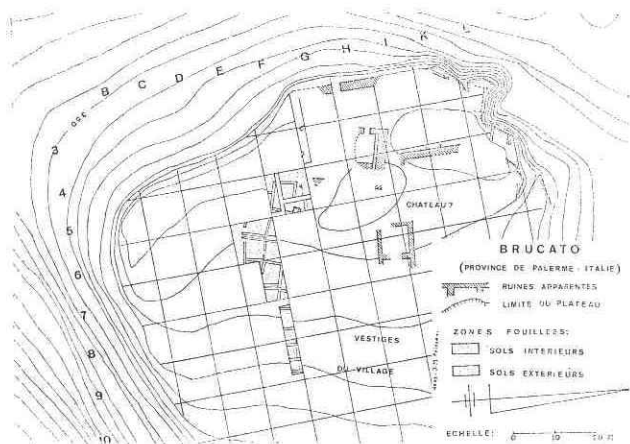 B C D E F G H I K L
390
3
4
5
6
7
8
9
10
CHATEAU?
VESTIGES
DU VILLAGE
BRUCATO
(PROVINCE DE PALERME - ITALIE)
RUINES APPARENTES
LIMITE DU PLATEAU
ZONES FOUILLEES:
SOLS INTERIEURS
SOLS EXTERIEURS
ECHELLE:
0 10